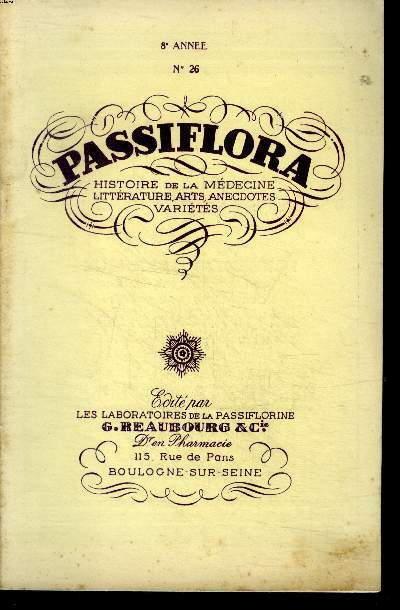 8e ANNEE
N° 26
PASSIFLORA
HISTOIRE DE LA MÉDECINE
LITTÉRATURE, ARTS, ANECDOTES
VARIÉTÉS
Edité par
LES LABORATOIRES DE LA PASSIFLORINE
G. REAUBOURG & Cie
Dr en Pharmacie
115, Rue de Paris
BOULOGNE-SUR-SEINE